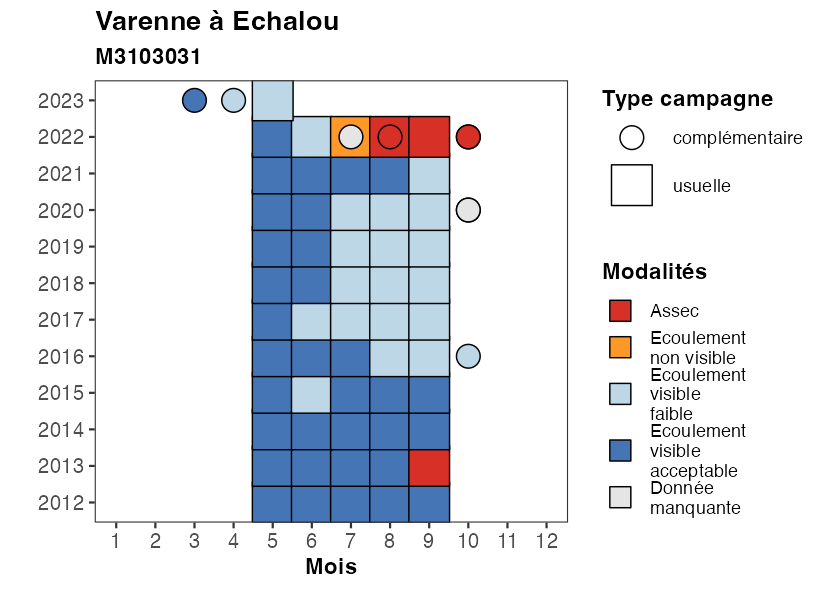 Varenne à Echalou
M3103031
2023
2022
2021
2020
2019
2018
2017
2016
2015
2014
2013
2012
1 2 3 4 5 6 7 8 9 10 11 12
Mois
Type campagne
complémentaire
usuelle
Modalités
Assec
Ecoulement
non visible
Ecoulement
visible
faible
Ecoulement
visible
acceptable
Donnée
manquante